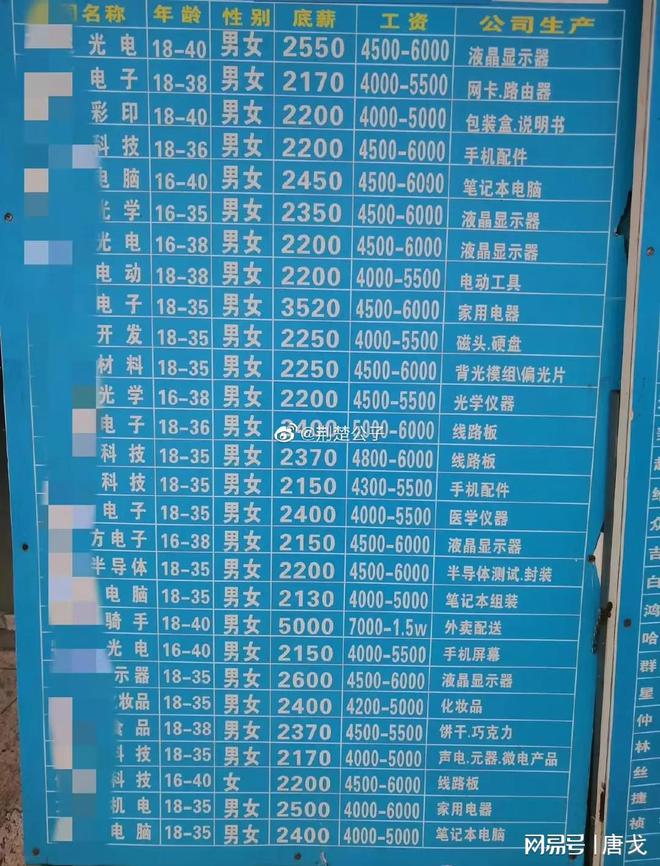 司名称 年龄 性别 底薪 工资 公司生产
光电 18-40 男女 2550 4500-6000 液晶显示器
电子 18-38 男女 2170 4000-5500 网卡.路由器
彩印 18-40 男女 2200 4000-5000 包装盒.说明书
科技 18-36 男女 2200 4500-6000 手机配件
电脑 16-40 男女 2450 4500-6000 笔记本电脑
光学 16-35 男女 2350 4500-6000 液晶显示器
光电 16-38 男女 2200 4500-6000 液晶显示器
电动 18-38 男女 2200 4000-5500 电动工具
电子 18-35 男女 3520 4500-6000 家用电器
开发 18-35 男女 2250 4000-5500 磁头.硬盘
材料 18-35 男女 2250 4500-6000 背光模组\偏光片
光学 16-38 男女 2200 4500-5500 光学仪器
电子 18-36 男女 00-6000 线路板
@荆楚公子
科技 18-35 男女 2370 4800-6000 线路板
科技 18-35 男女 2150 4300-5500 手机配件
电子 18-35 男女 2400 4000-5500 医学仪器
方电子 16-38 男女 2150 4500-6000 液晶显示器
半导体 18-35 男女 2200 4500-6000 半导体测试.封装
电脑 18-35 男女 2130 4000-5000 笔记本组装
骑手 18-40 男女 5000 7000-1.5w 外卖配送
光电 16-40 男女 2150 4000-5500 手机屏幕
示器 18-35 男女 2600 4500-6000 液晶显示器
化妆品 18-35 男女 2400 4200-5000 化妆品
食品 18-38 男女 2370 4500-5500 饼干.巧克力
科技 18-35 男女 2170 4000-5000 声电.元器.微电产品
科技 16-40 女 2200 4500-6000 线路板
机电 18-35 男女 2500 4000-6000 家用电器
电脑 18-35 男女 2400 4000-5000 笔记本电脑
众
吉
白
鸿
哈
群
星
仲
林
丝
捷
祯
网易号 | 唐戈